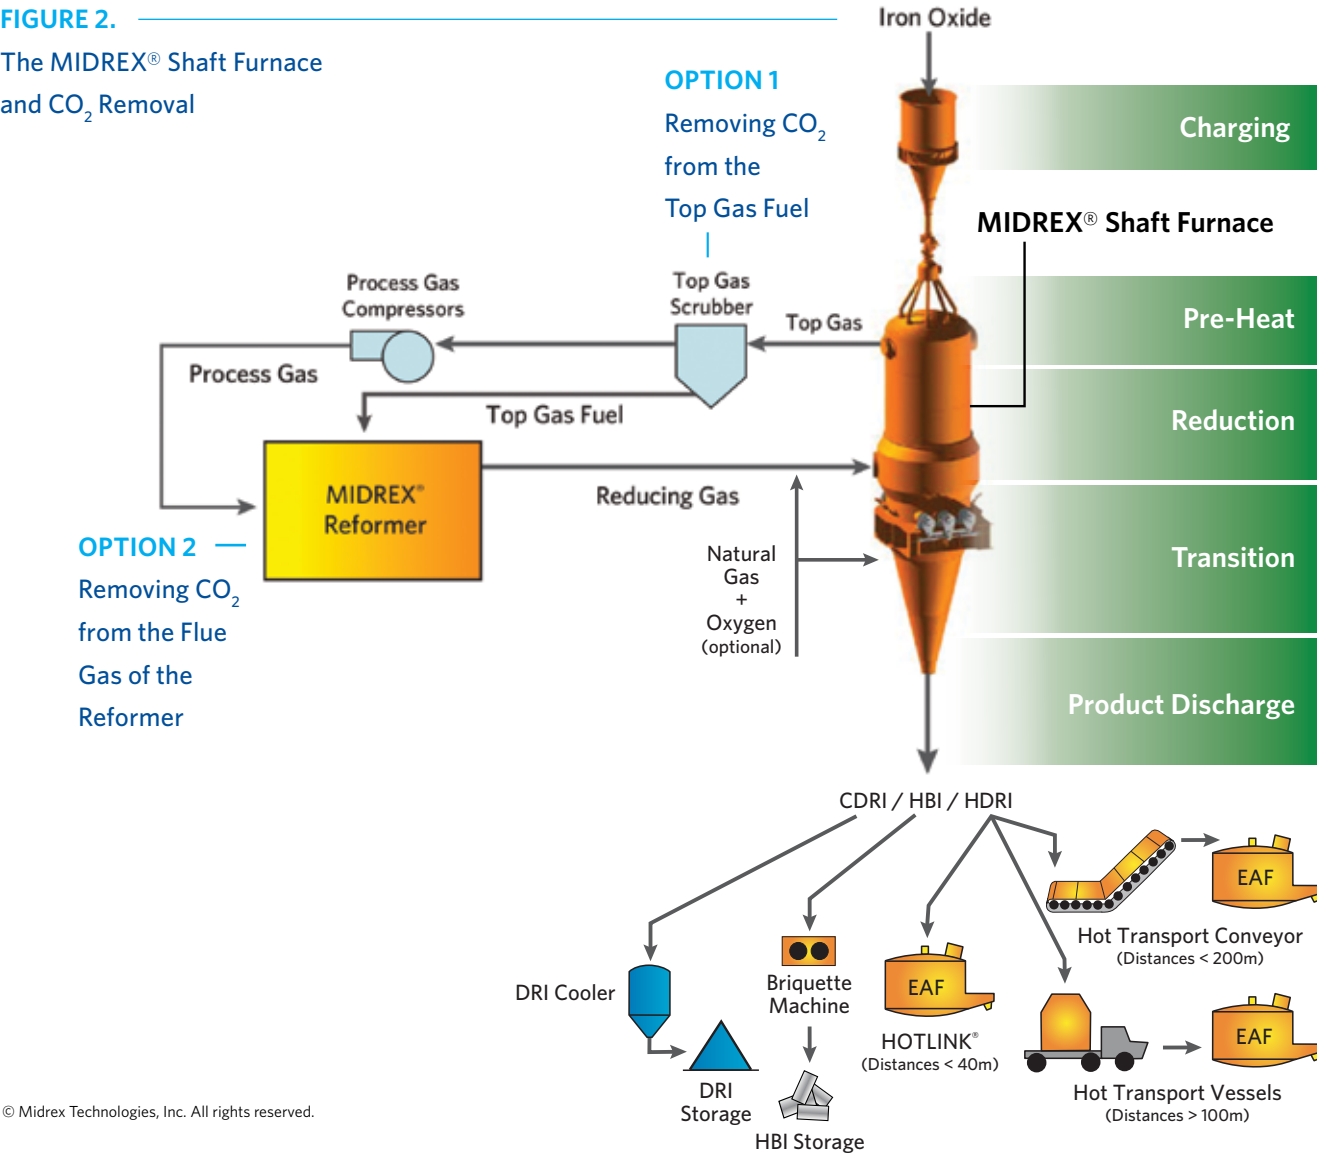 FIGURE 2.
The MIDREX® Shaft Furnace
and CO₂ Removal
Iron Oxide
OPTION 1
Removing CO₂
from the
Top Gas Fuel
Charging
MIDREX® Shaft Furnace
Pre-Heat
Reduction
Transition
Product Discharge
Process Gas
Compressors
Top Gas
Scrubber
Top Gas
Process Gas
Top Gas Fuel
MIDREX®
Reformer
Reducing Gas
OPTION 2
Removing CO₂
from the Flue
Gas of the
Reformer
Natural
Gas
+
Oxygen
(optional)
CDRI / HBI / HDRI
EAF
Hot Transport Conveyor
(Distances < 200m)
DRI Cooler
Briquette
Machine
EAF
HOTLINK®
(Distances < 40m)
EAF
Hot Transport Vessels
(Distances > 100m)
DRI
Storage
HBI Storage
© Midrex Technologies, Inc. All rights reserved.